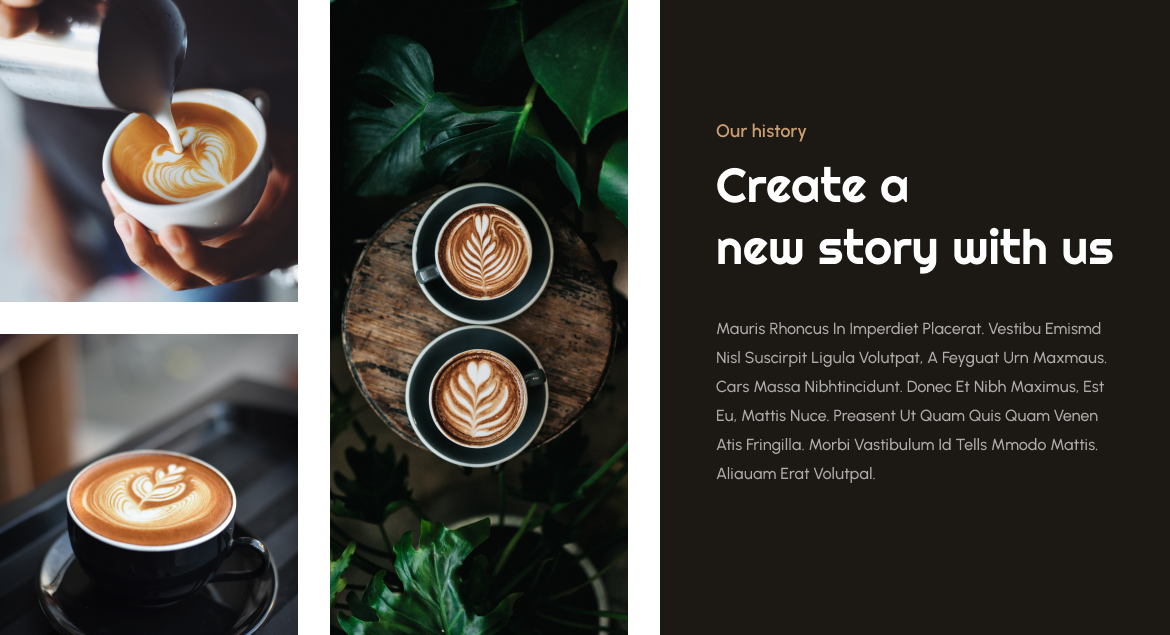 Our history
Create a
new story with us
Mauris Rhoncus In Imperdiet Placerat. Vestibu Emismd
Nisl Suscirpit Ligula Volutpat, A Feyguat Urn Maxmaus.
Cars Massa Nibhtincidunt. Donec Et Nibh Maximus, Est
Eu, Mattis Nuce. Preasent Ut Quam Quis Quam Venen
Atis Fringilla. Morbi Vastibulum Id Tells Mmodo Mattis.
Aliauam Erat Volutpal.